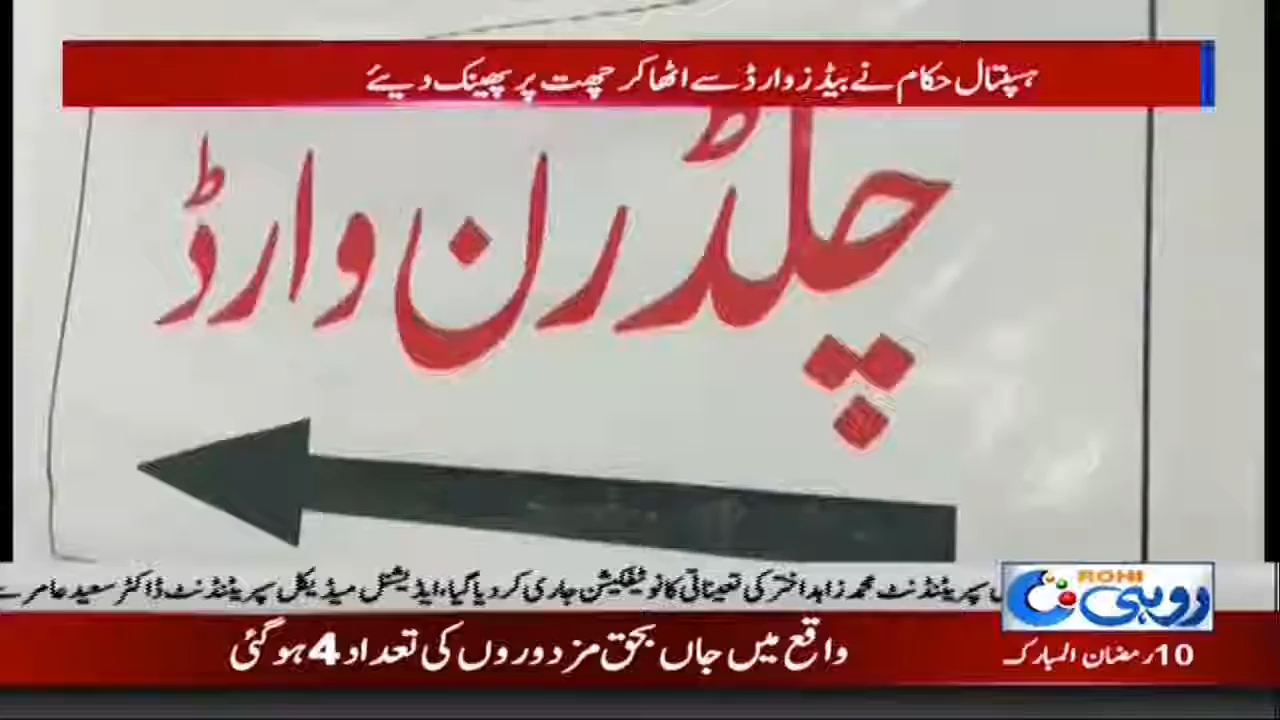 ہسپتال حکام نے بیڈز وارڈ سے اٹھا کر چھت پر پھینک دیئے
چلڈرن وارڈ
سپرینٹنڈنٹ محمد زاہد اختر کی تعیناتی کا نوٹیفکیشن جاری کر دیا گیا، ایڈیشنل میڈیکل سپرینٹنڈنٹ ڈاکٹر سعید عامر نے
ROHI
روہی
واقع میں جاں بحق مزدوروں کی تعداد 4 ہو گئی
10 رمضان المبارک